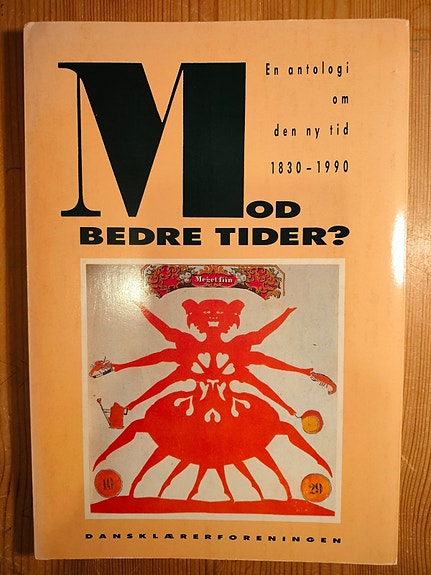 En antologi
om
den ny tid
1830-1990
MOD
BEDRE TIDER?
Meget fiin
10
29
DANSKLÆRERFORENINGEN